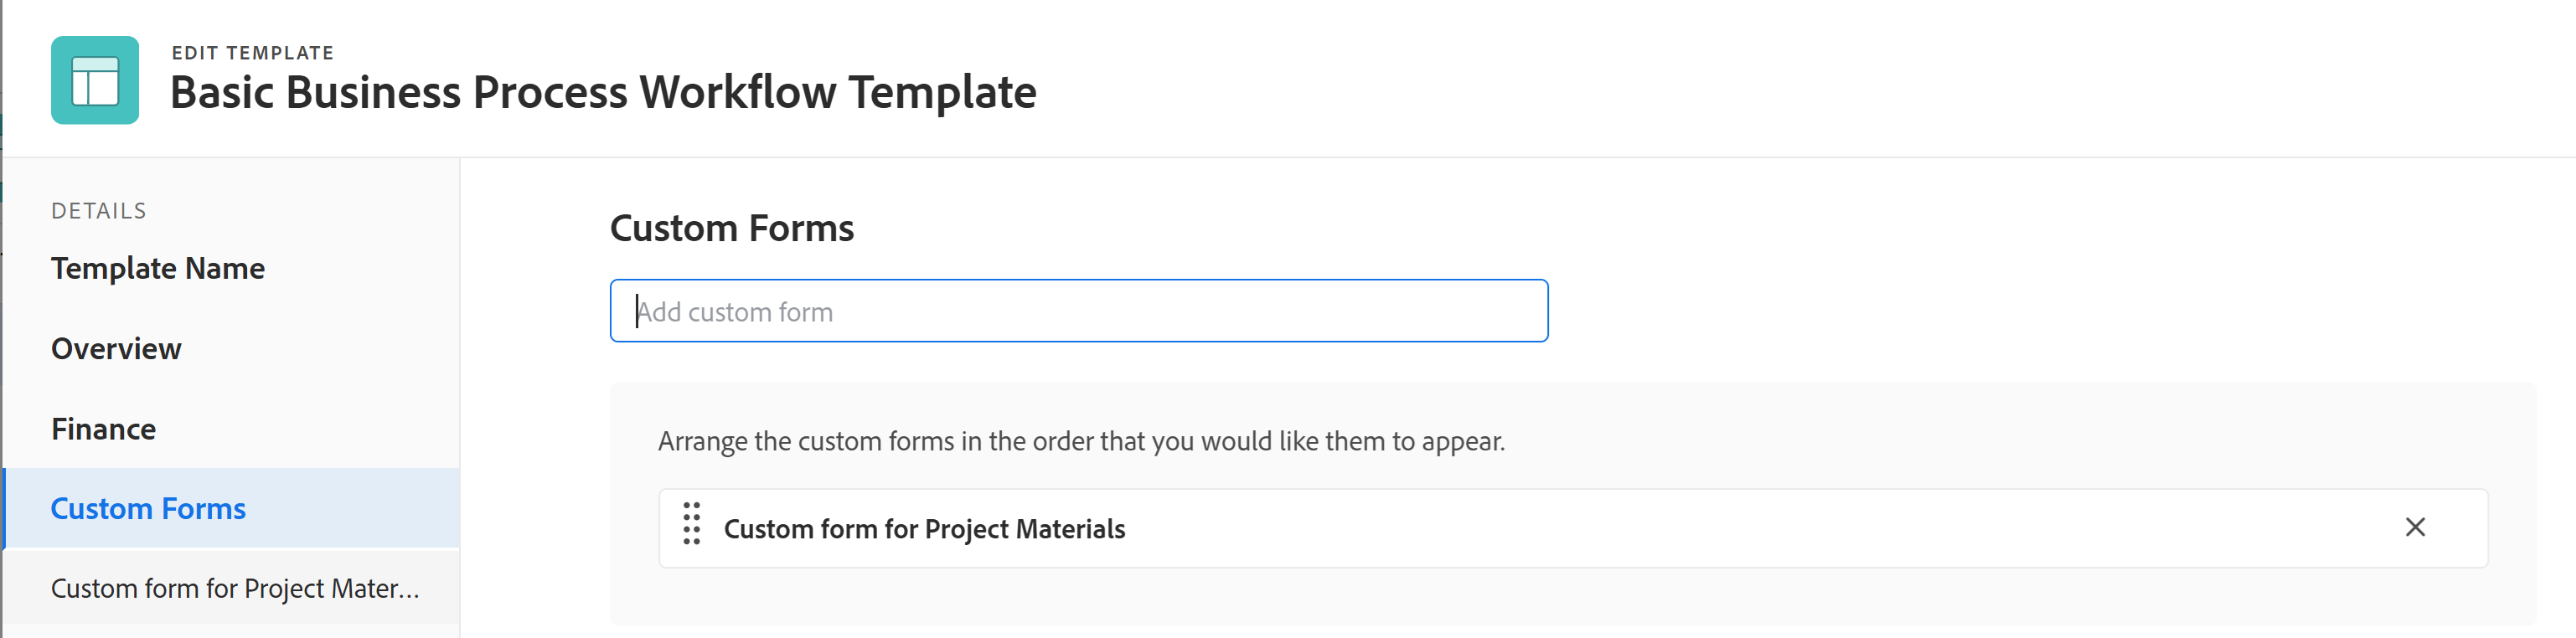 EDIT TEMPLATE
Basic Business Process Workflow Template
DETAILS
Template Name
Overview
Finance
Custom Forms
Custom form for Project Mater...
Custom Forms
Add custom form
Arrange the custom forms in the order that you would like them to appear.
Custom form for Project Materials